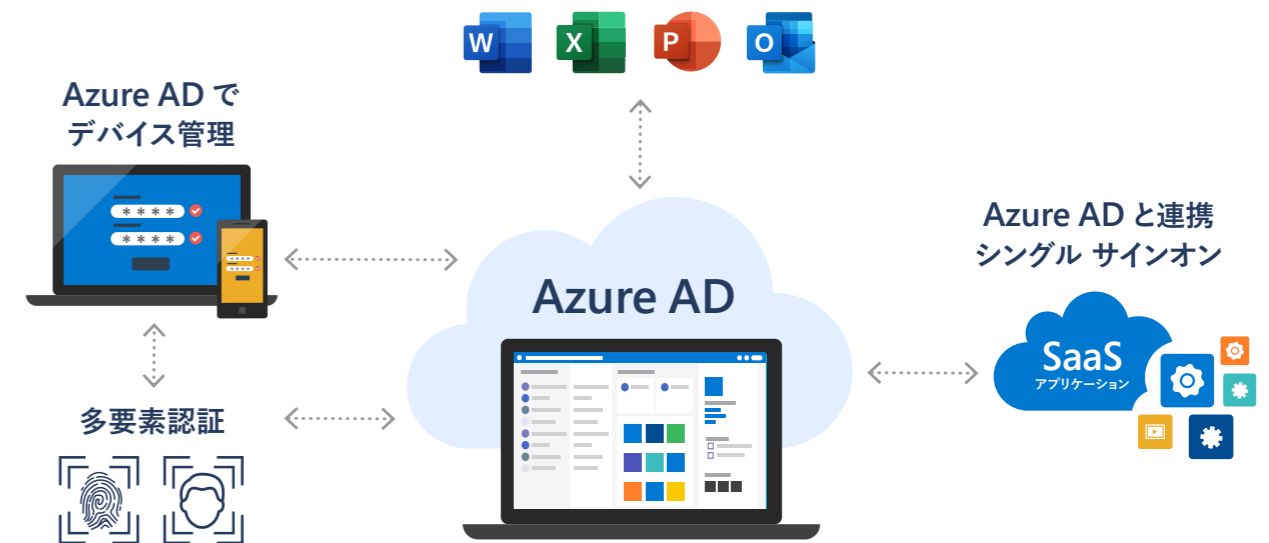 W X P O
Azure AD で
デバイス管理
****
****
Azure AD と連携
シングル サインオン
Azure AD
SaaS
アプリケーション
多要素認証